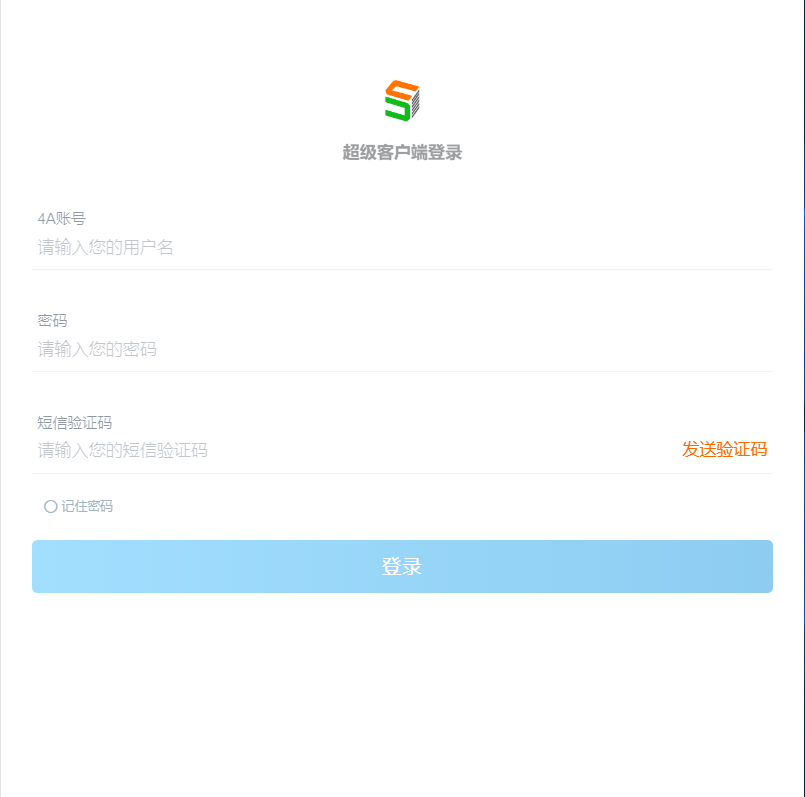 超级客户端登录
4A账号
请输入您的用户名
密码
请输入您的密码
短信验证码
请输入您的短信验证码
发送验证码
记住密码
登录